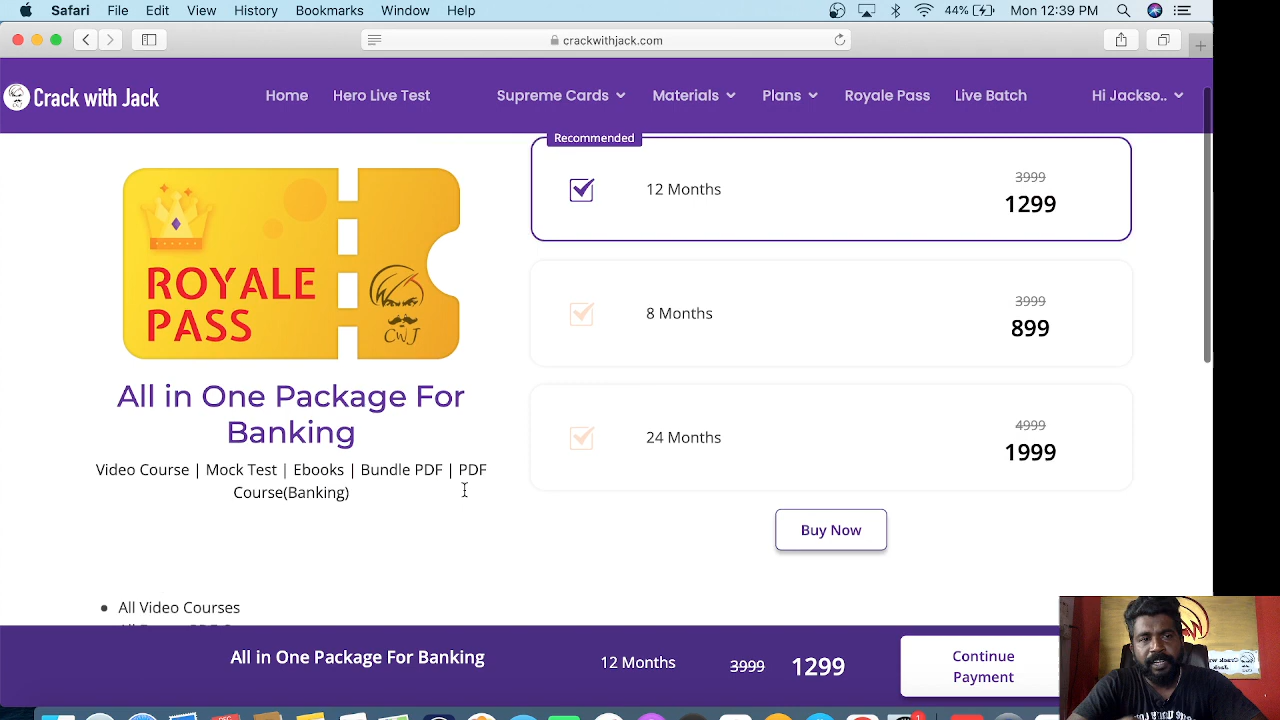 Safari File Edit View History Bookmarks Window Help 44% Mon 12:39 PM
crackwithjack.com
Crack with Jack Home Hero Live Test Supreme Cards Materials Plans Royale Pass Live Batch Hi Jackso..
Recommended
12 Months
3999
1299
ROYALE
PASS
CWJ
8 Months
3999
899
All in One Package For
Banking
24 Months
4999
1999
Video Course | Mock Test | Ebooks | Bundle PDF | PDF
Course(Banking)
Buy Now
All Video Courses
All in One Package For Banking 12 Months 3999 1299
Continue
Payment